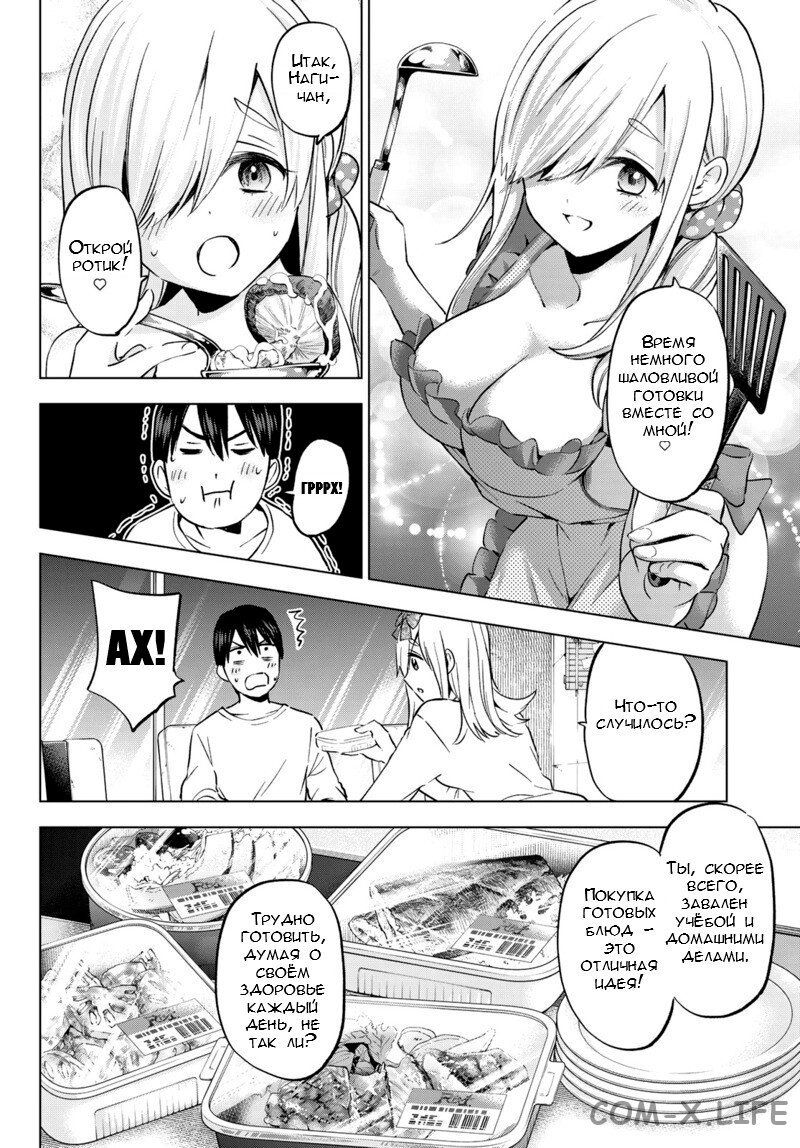 Время
немного
шаловливой
готовки
вместе со
мной!
♡
Итак,
Наги-
чан,
Открой
ротик!
♡
ГРРРХ!
Что-то
случилось?
АХ!
Ты, скорее
всего,
завален
учёбой и
домашними
делами.
Покупка
готовых
блюд –
это
отличная
идея!
Трудно
готовить,
думая о
своём
здоровье
каждый
день, не
так ли?
COM-X.LIFE